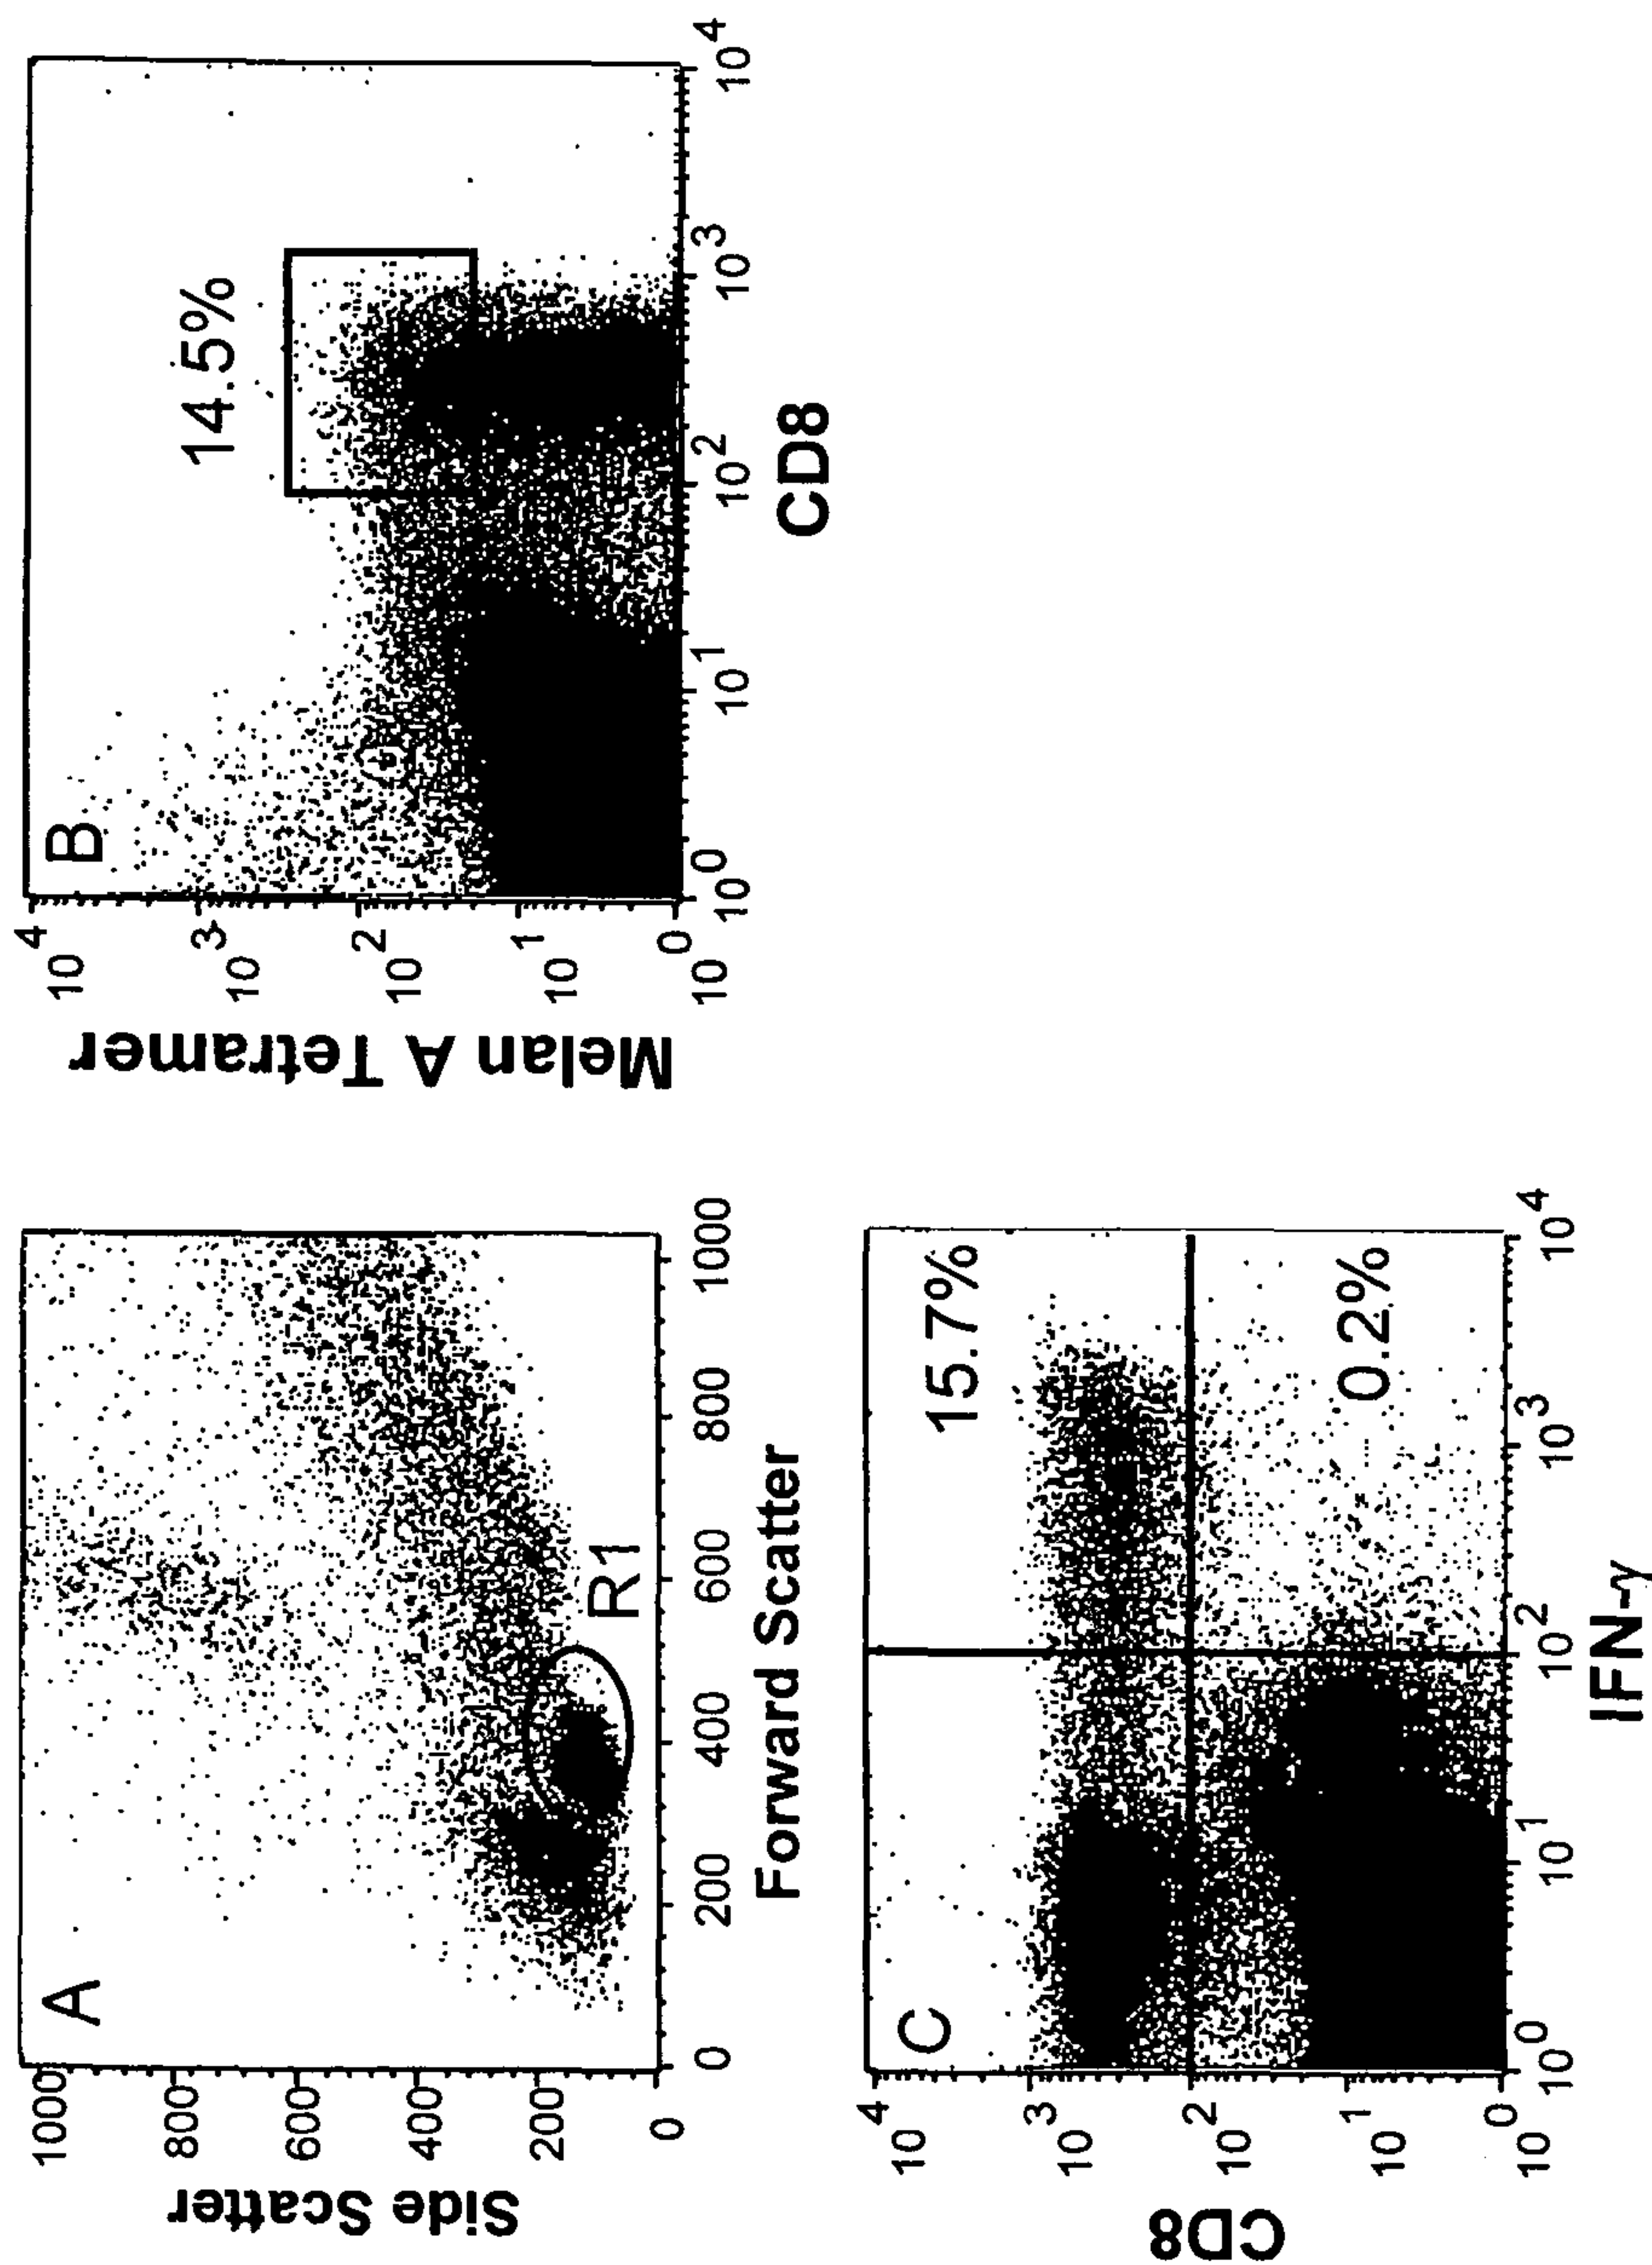 A
Side Scatter
1000
800
600
400
200
0
0 200 400 600 800 1000
Forward Scatter
R1
B
Melan A Tetramer
10^4
10^3
10^2
10^1
10^0
10^0 10^1 10^2 10^3 10^4
CD8
14.5%
C
CD8
10^4
10^3
10^2
10^1
10^0
10^0 10^1 10^2 10^3 10^4
IFN-γ
15.7%
0.2%